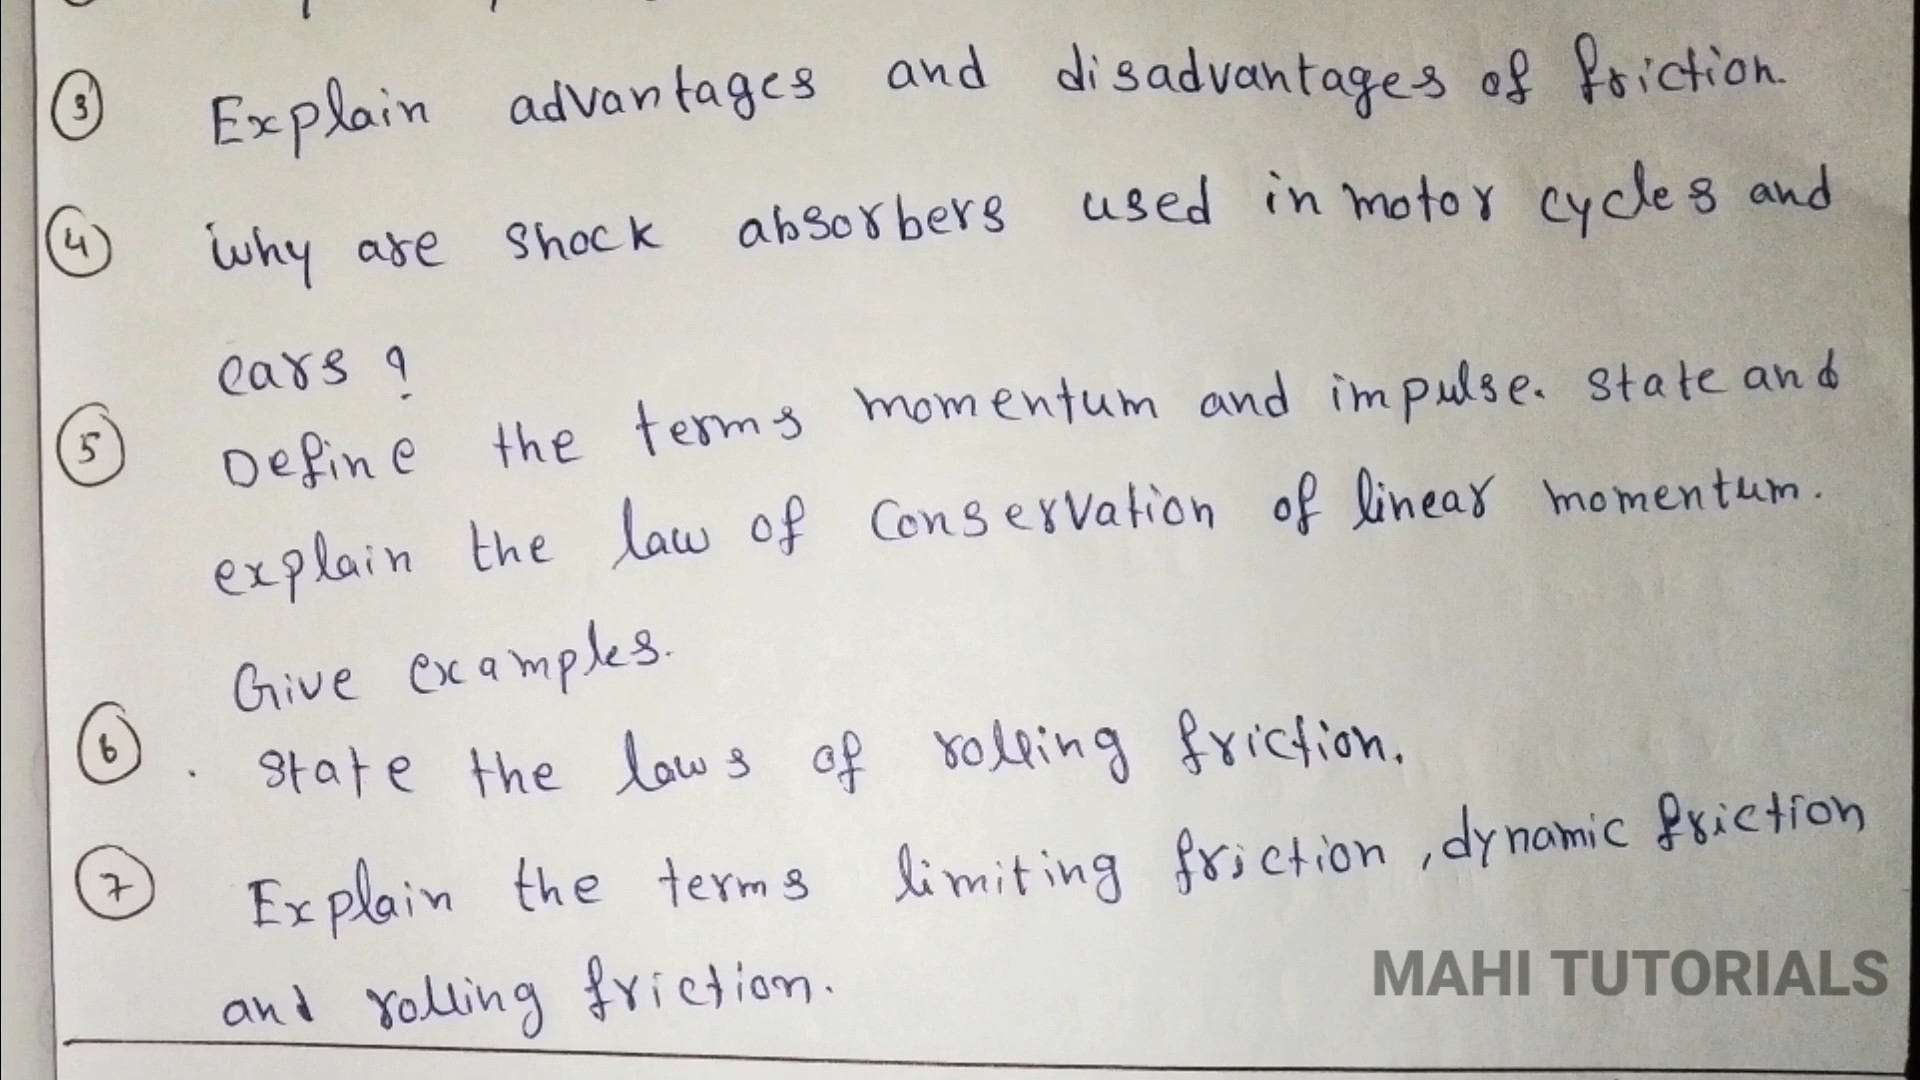 3 Explain advantages and disadvantages of friction.
4 Why are shock absorbers used in motor cycles and
cars ?
5 Define the terms momentum and impulse. State and
explain the law of conservation of linear momentum.
Give examples.
6 . State the laws of rolling friction.
7 Explain the terms limiting friction, dynamic friction
and rolling friction.
MAHI TUTORIALS